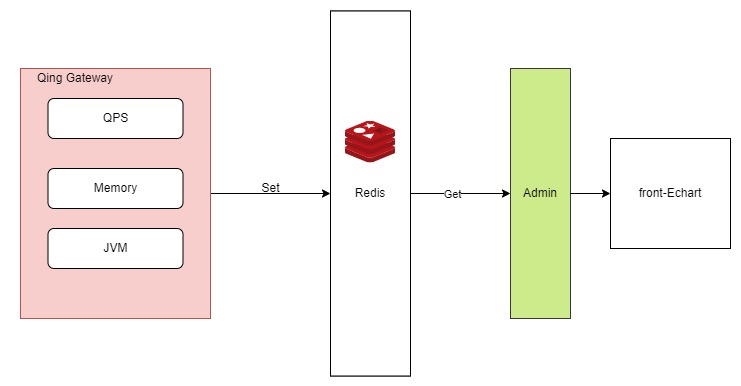 Qing Gateway
QPS
Memory
JVM
Set
Redis
Get
Admin
front-Echart